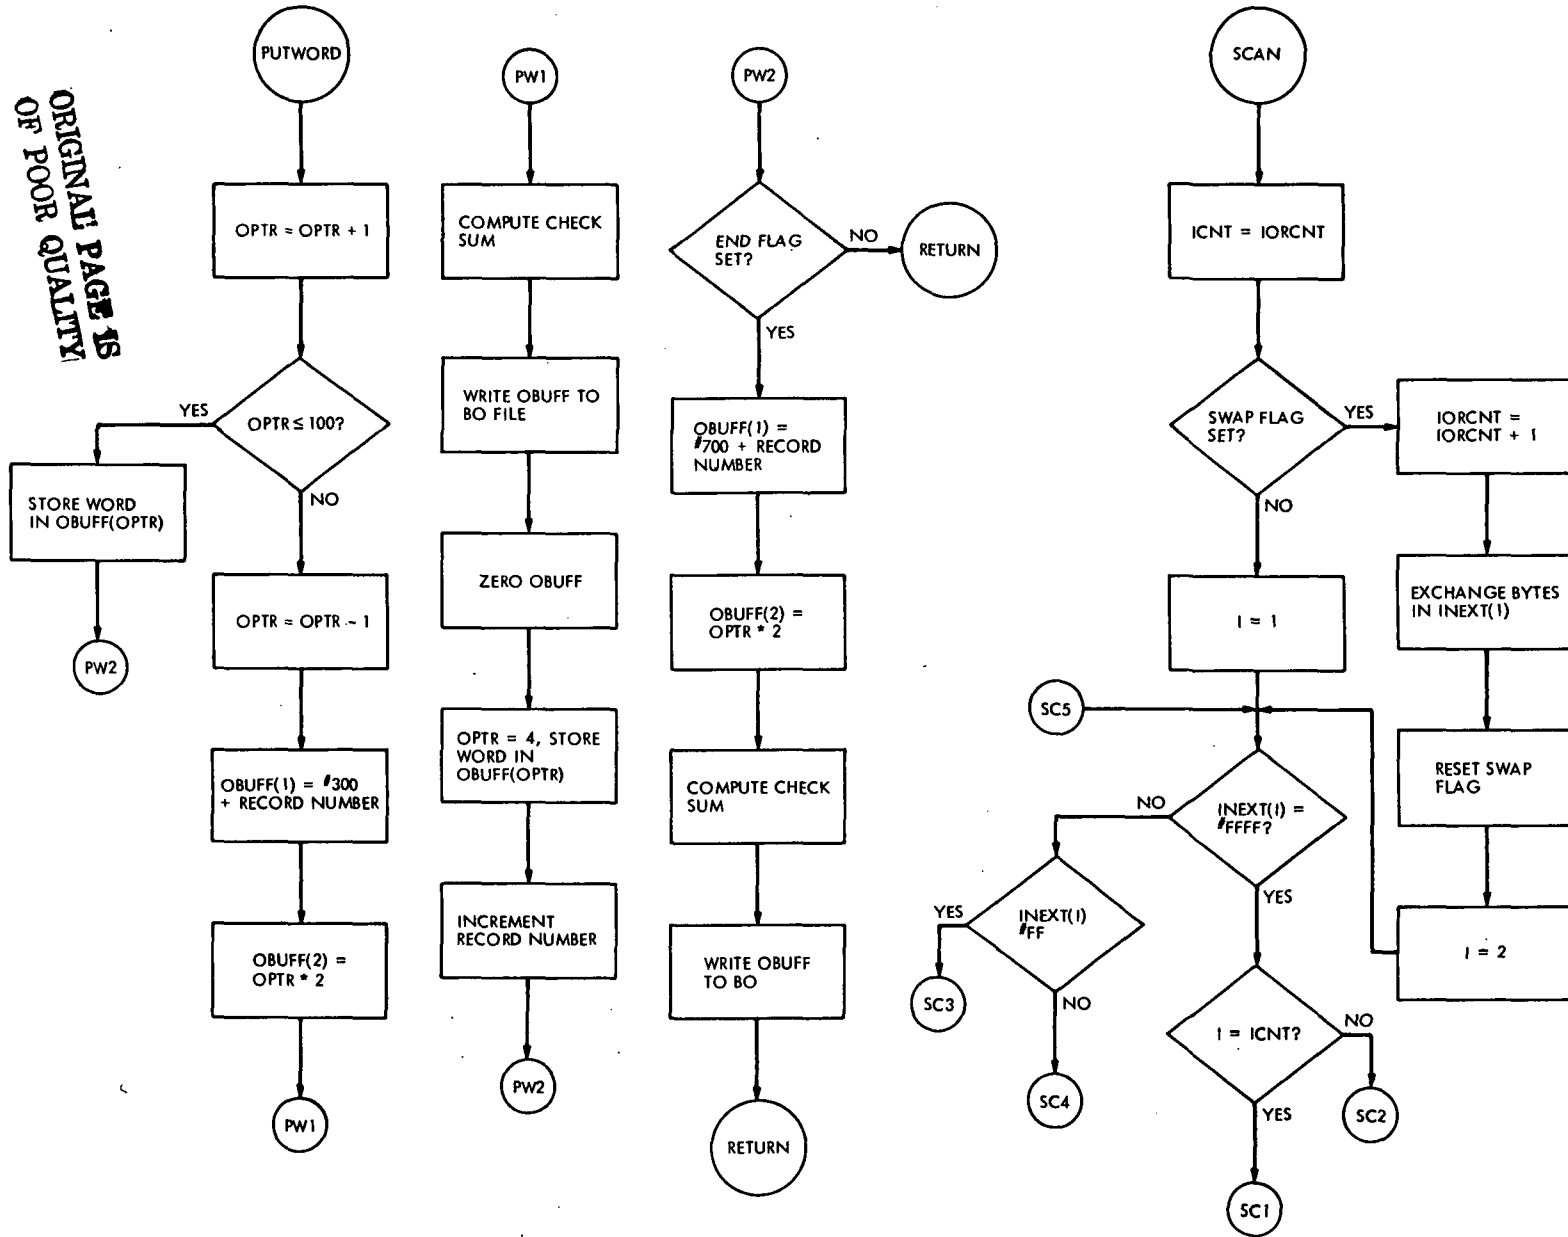 ORIGINAL PAGE IS
OF POOR QUALITY
PUTWORD
OPTR = OPTR + 1
OPTR ≤ 100?
YES
NO
STORE WORD
IN OBUFF(OPTR)
PW2
OPTR = OPTR - 1
OBUFF(1) = #300
+ RECORD NUMBER
OBUFF(2) =
OPTR * 2
PW1
PW1
COMPUTE CHECK
SUM
WRITE OBUFF TO
BO FILE
ZERO OBUFF
OPTR = 4, STORE
WORD IN
OBUFF(OPTR)
INCREMENT
RECORD NUMBER
PW2
PW2
END FLAG
SET?
NO
RETURN
YES
OBUFF(1) =
#700 + RECORD
NUMBER
OBUFF(2) =
OPTR * 2
COMPUTE CHECK
SUM
WRITE OBUFF
TO BO
RETURN
SCAN
ICNT = IORCNT
SWAP FLAG
SET?
YES
NO
IORCNT =
IORCNT + 1
EXCHANGE BYTES
IN INEXT(1)
RESET SWAP
FLAG
I = 2
I = 1
SC5
INEXT(I) =
#FFFF?
NO
YES
INEXT(I)
#FF
YES
NO
SC3
SC4
I = ICNT?
NO
YES
SC2
SC1